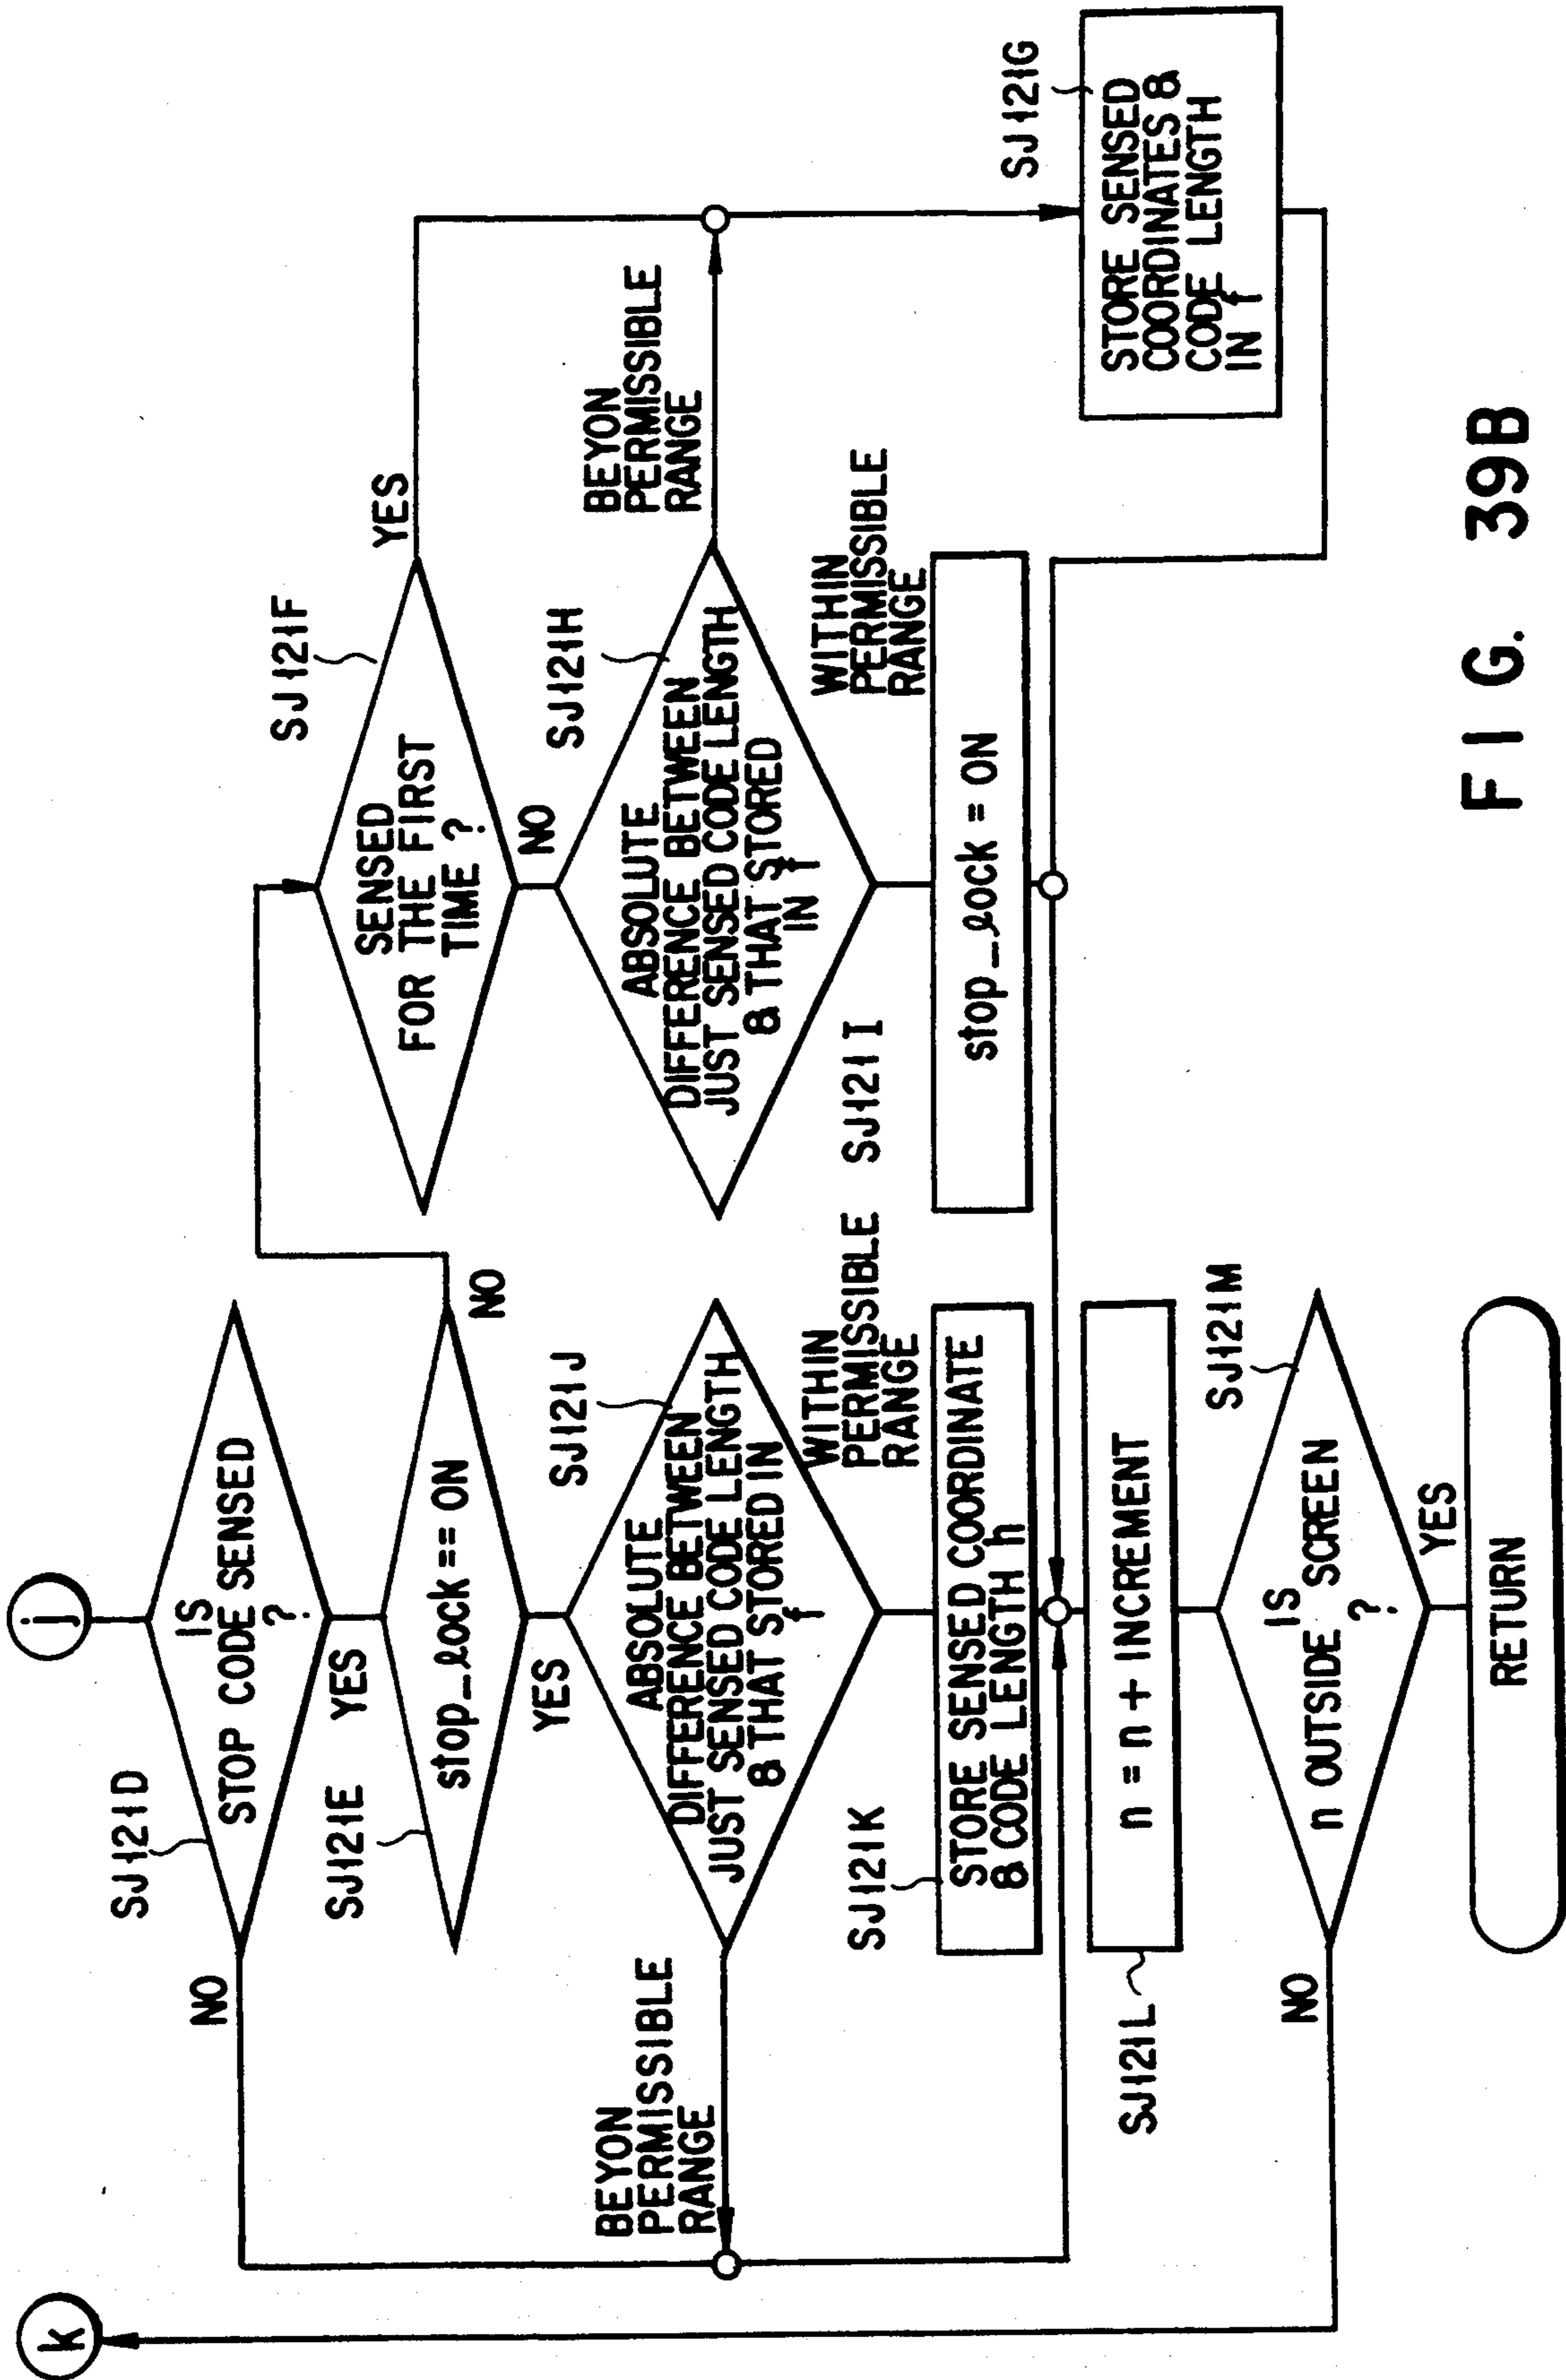 k
j
SJ121D
IS
STOP CODE SENSED
?
NO
YES
SJ121E
stop_lock == ON
NO
YES
SJ121J
ABSOLUTE
DIFFERENCE BETWEEN
JUST SENSED CODE LENGTH
& THAT STORED IN
f
BEYON
PERMISSIBLE
RANGE
WITHIN
PERMISSIBLE
RANGE
SJ121K
STORE SENSED COORDINATE
& CODE LENGTH h
SJ121L
n = n + INCREMENT
SJ121M
IS
n OUTSIDE SCREEN
?
NO
YES
RETURN
SJ121F
SENSED
FOR THE FIRST
TIME ?
YES
NO
SJ121H
ABSOLUTE
DIFFERENCE BETWEEN
JUST SENSED CODE LENGTH
& THAT STORED
IN f
BEYON
PERMISSIBLE
RANGE
WITHIN
PERMISSIBLE
RANGE
SJ121I
stop_lock = ON
SJ121G
STORE SENSED
COORDINATES &
CODE LENGTH
IN f
FIG. 39B